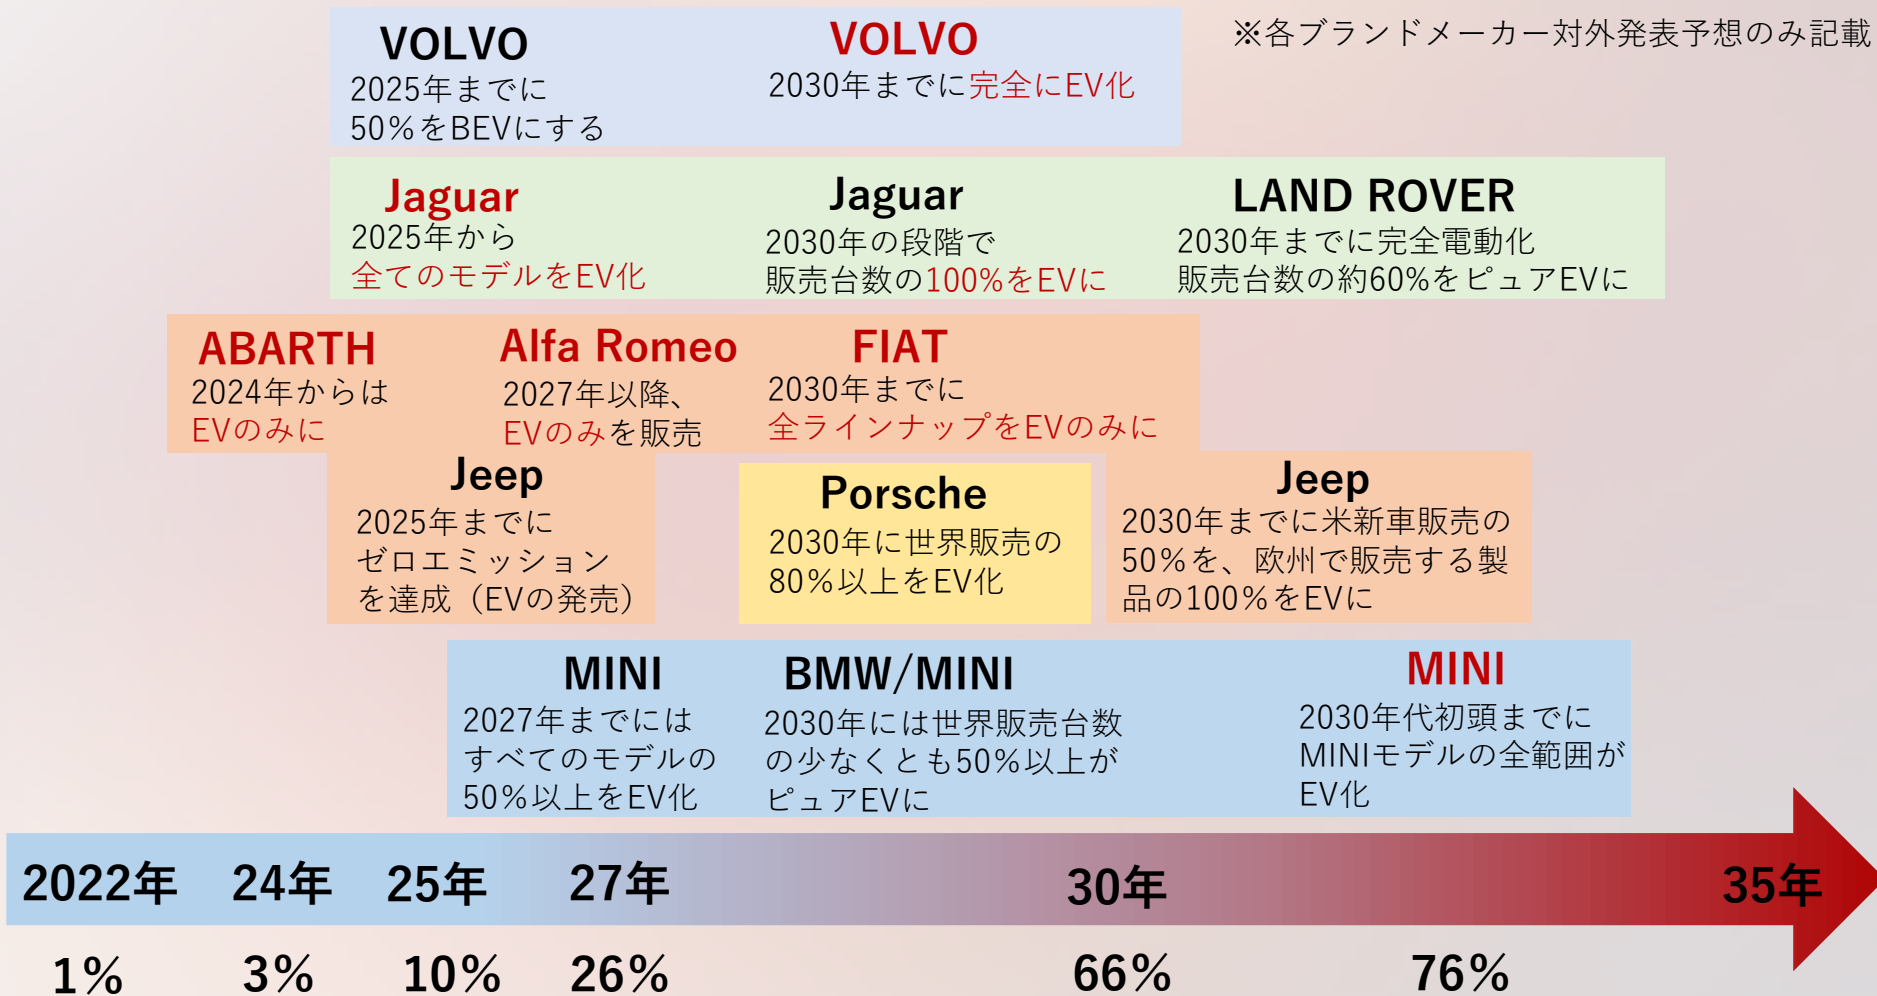 ※各ブランドメーカー対外発表予想のみ記載
VOLVO
2025年までに
50％をBEVにする
VOLVO
2030年までに完全にEV化
Jaguar
2025年から
全てのモデルをEV化
Jaguar
2030年の段階で
販売台数の100%をEVに
LAND ROVER
2030年までに完全電動化
販売台数の約60%をピュアEVに
ABARTH
2024年からは
EVのみに
Alfa Romeo
2027年以降、
EVのみを販売
FIAT
2030年までに
全ラインナップをEVのみに
Jeep
2025年までに
ゼロエミッション
を達成（EVの発売）
Porsche
2030年に世界販売の
80％以上をEV化
Jeep
2030年までに米新車販売の
50％を、欧州で販売する製
品の100％をEVに
MINI
2027年までには
すべてのモデルの
50％以上をEV化
BMW/MINI
2030年には世界販売台数
の少なくとも50％以上が
ピュアEVに
MINI
2030年代初頭までに
MINIモデルの全範囲が
EV化
2022年 24年 25年 27年 30年 35年
1% 3% 10% 26% 66% 76%